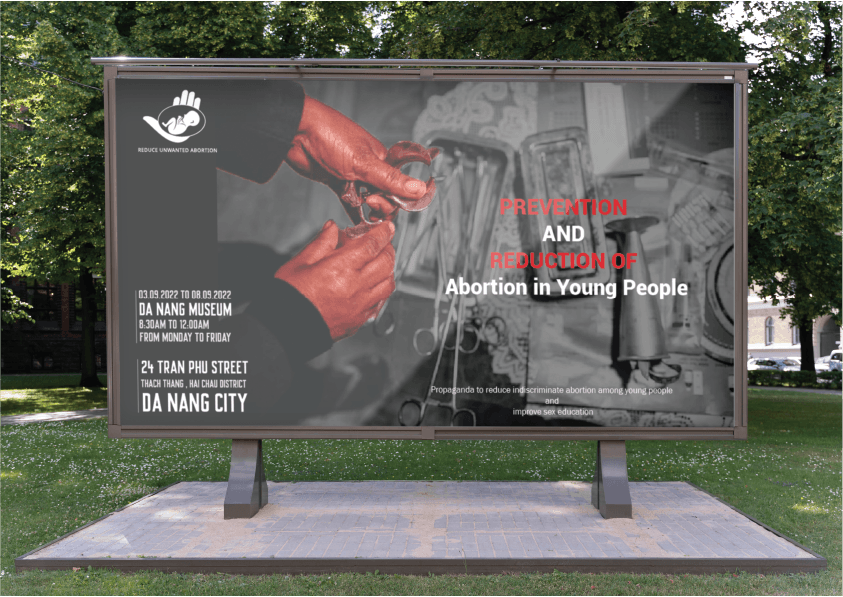 REDUCE UNWANTED ABORTION
PREVENTION
AND
REDUCTION OF
Abortion in Young People
03.09.2022 TO 08.09.2022
DA NANG MUSEUM
8:30AM TO 12.00AM
FROM MONDAY TO FRIDAY
24 TRAN PHU STREET
THACH THANG , HAI CHAU DISTRICT
DA NANG CITY
Propaganda to reduce indiscriminate abortion among young people
and
improve sex education